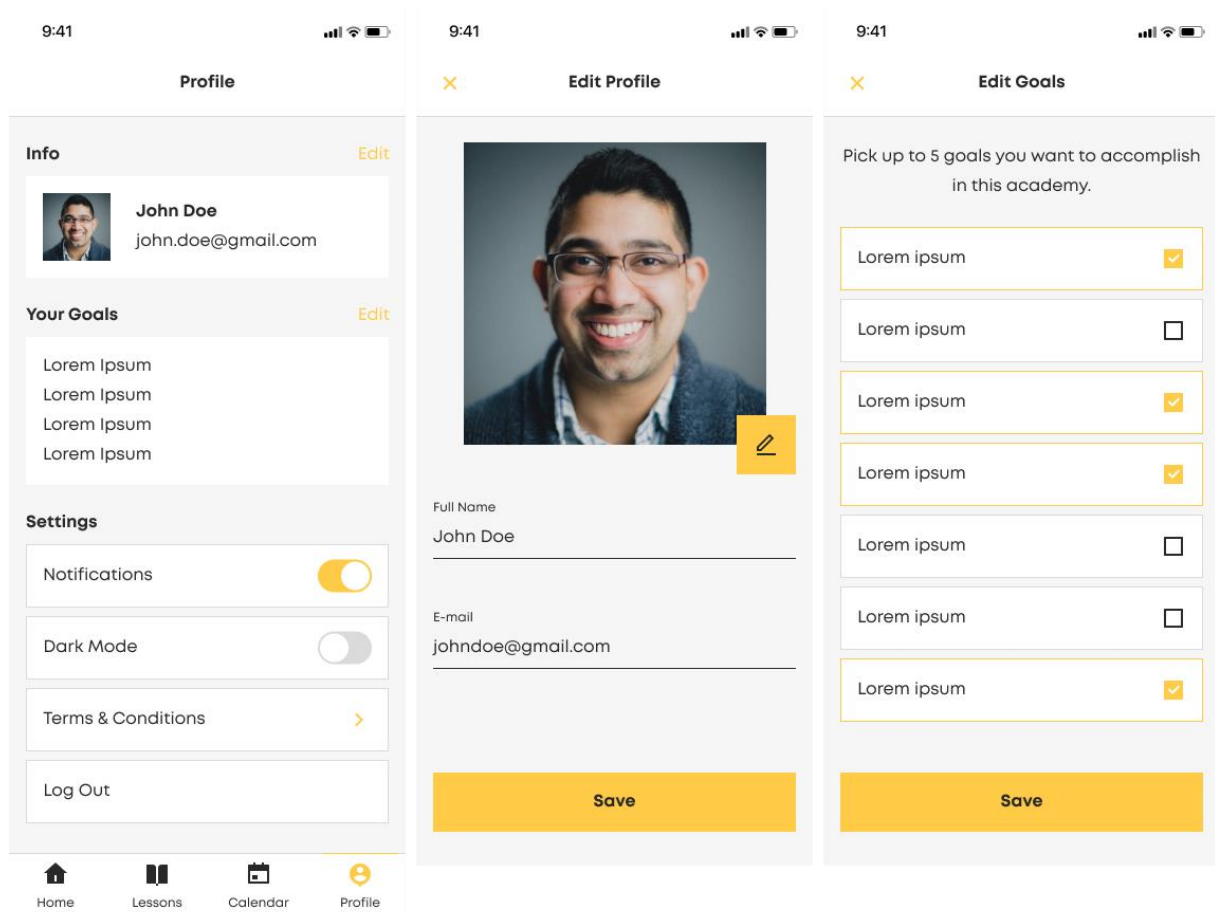 9:41
Profile
Info
Edit
John Doe
john.doe@gmail.com
Your Goals
Edit
Lorem Ipsum
Lorem Ipsum
Lorem Ipsum
Lorem Ipsum
Settings
Notifications
Dark Mode
Terms & Conditions
Log Out
Home
Lessons
Calendar
Profile
9:41
Edit Profile
Full Name
John Doe
E-mail
johndoe@gmail.com
Save
9:41
Edit Goals
Pick up to 5 goals you want to accomplish
in this academy.
Lorem ipsum
Lorem ipsum
Lorem ipsum
Lorem ipsum
Lorem ipsum
Lorem ipsum
Lorem ipsum
Save